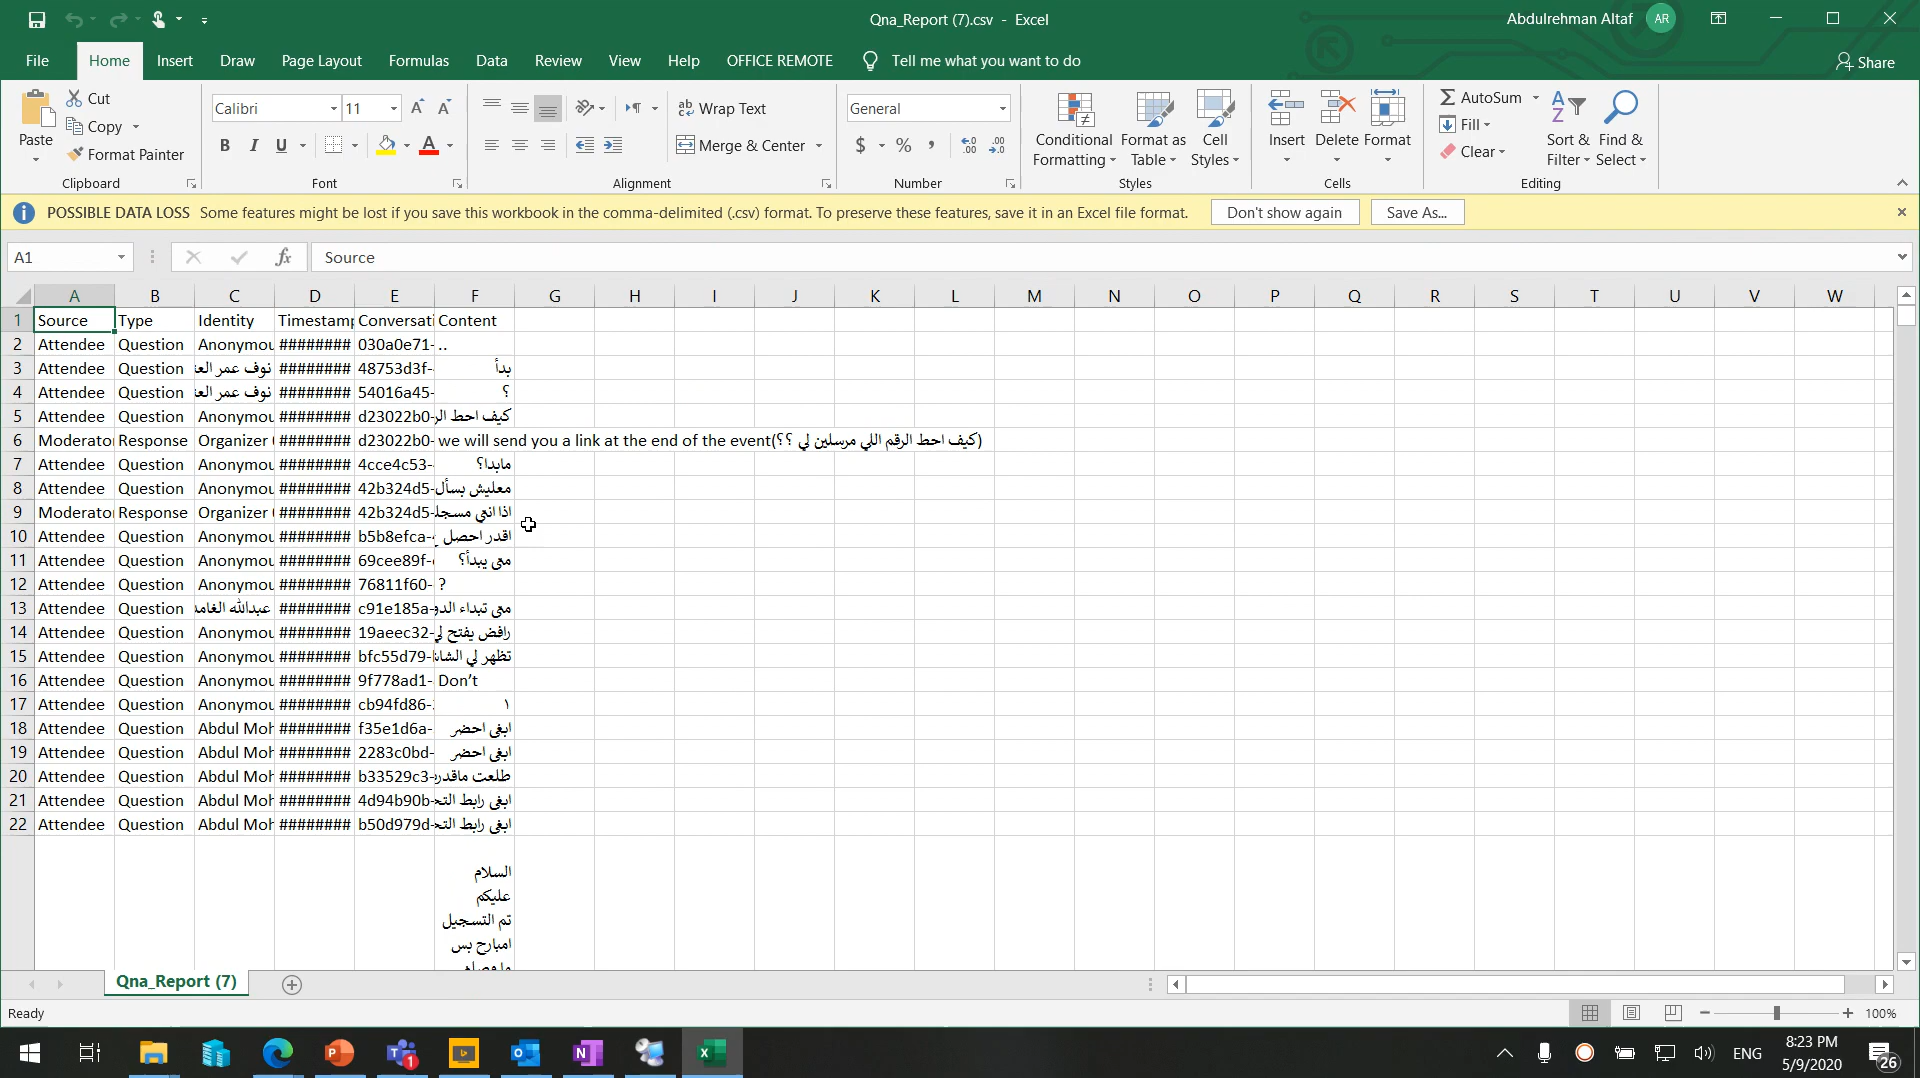 Qna_Report (7).csv - Excel
Abdulrehman Altaf AR
File Home Insert Draw Page Layout Formulas Data Review View Help OFFICE REMOTE Tell me what you want to do Share
Paste Cut Copy Format Painter Clipboard
Calibri 11 B I U A Font
Wrap Text Merge & Center Alignment
General $ % Number
Conditional Formatting Format as Table Cell Styles Styles
Insert Delete Format Cells
AutoSum Fill Clear Sort & Filter Find & Select Editing
POSSIBLE DATA LOSS Some features might be lost if you save this workbook in the comma-delimited (.csv) format. To preserve these features, save it in an Excel file format. Don't show again Save As...
A1 fx Source
A B C D E F G H I J K L M N O P Q R S T U V W
1 Source Type Identity Timestamp Conversati Content
2 Attendee Question Anonymou ######## 030a0e71- ..
3 Attendee Question نوف عمر العت ######## 48753d3f- بدأ
4 Attendee Question نوف عمر العت ######## 54016a45- ؟
5 Attendee Question Anonymou ######## d23022b0- كيف احط الر
6 Moderator Response Organizer ######## d23022b0- we will send you a link at the end of the event(كيف احط الرقم اللي مرسلين لي ؟؟)
7 Attendee Question Anonymou ######## 4cce4c53- مابدا؟
8 Attendee Question Anonymou ######## 42b324d5- معليش بسأل
9 Moderator Response Organizer ######## 42b324d5- اذا انتي مسجل
10 Attendee Question Anonymou ######## b5b8efca- اقدر احصل
11 Attendee Question Anonymou ######## 69cee89f- متى يبدأ؟
12 Attendee Question Anonymou ######## 76811f60- ?
13 Attendee Question عبدالله الغامد ######## c91e185a- متى تبداء الدو
14 Attendee Question Anonymou ######## 19aeec32- رافض يفتح لي
15 Attendee Question Anonymou ######## bfc55d79- تظهر لي الشاش
16 Attendee Question Anonymou ######## 9f778ad1- Don’t
17 Attendee Question Anonymou ######## cb94fd86- ١
18 Attendee Question Abdul Moh ######## f35e1d6a- ابغى احضر
19 Attendee Question Abdul Moh ######## 2283c0bd- ابغى احضر
20 Attendee Question Abdul Moh ######## b33529c3- طلعت ماقدر
21 Attendee Question Abdul Moh ######## 4d94b90b- ابغى رابط التح
22 Attendee Question Abdul Moh ######## b50d979d- ابغى رابط التح
السلام
عليكم
تم التسجيل
امبارح بس
Qna_Report (7)
Ready 100%
ENG 8:23 PM
5/9/2020 26